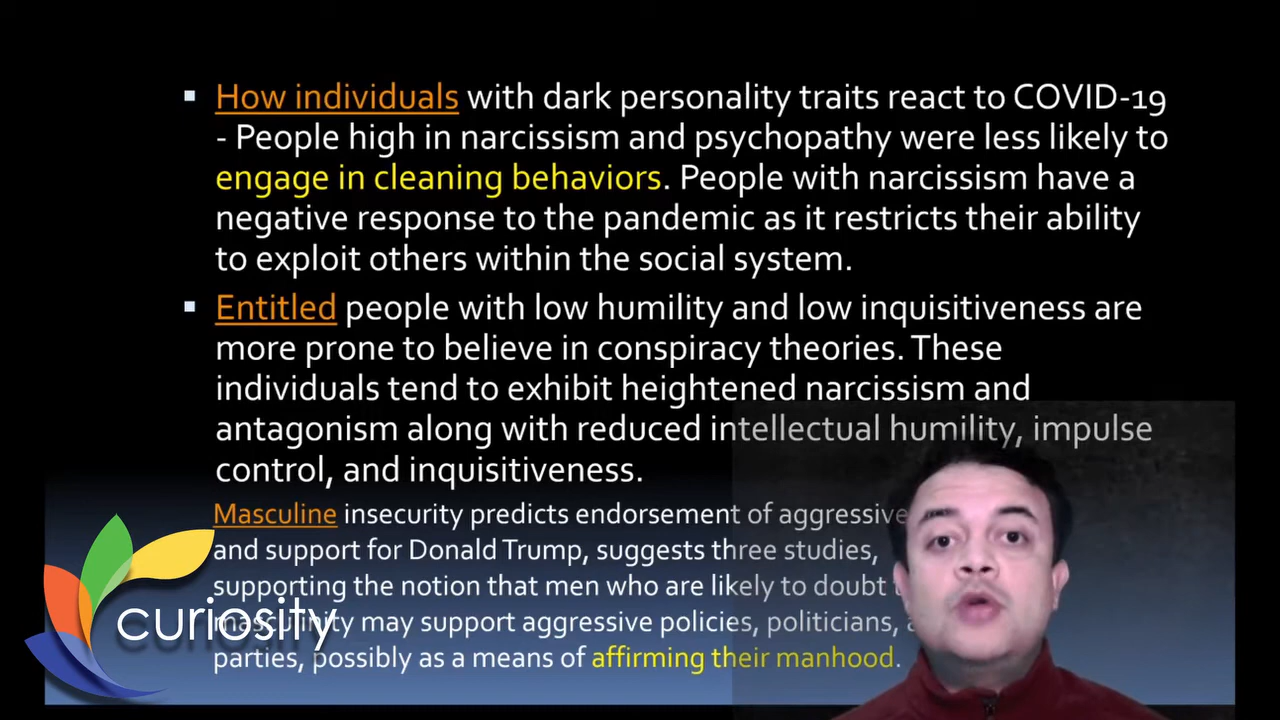 How individuals with dark personality traits react to COVID-19
- People high in narcissism and psychopathy were less likely to
engage in cleaning behaviors. People with narcissism have a
negative response to the pandemic as it restricts their ability
to exploit others within the social system.
Entitled people with low humility and low inquisitiveness are
more prone to believe in conspiracy theories. These
individuals tend to exhibit heightened narcissism and
antagonism along with reduced intellectual humility, impulse
control, and inquisitiveness.
Masculine insecurity predicts endorsement of aggressive
and support for Donald Trump, suggests three studies,
supporting the notion that men who are likely to doubt
masculinity may support aggressive policies, politicians,
parties, possibly as a means of affirming their manhood.
curiosity